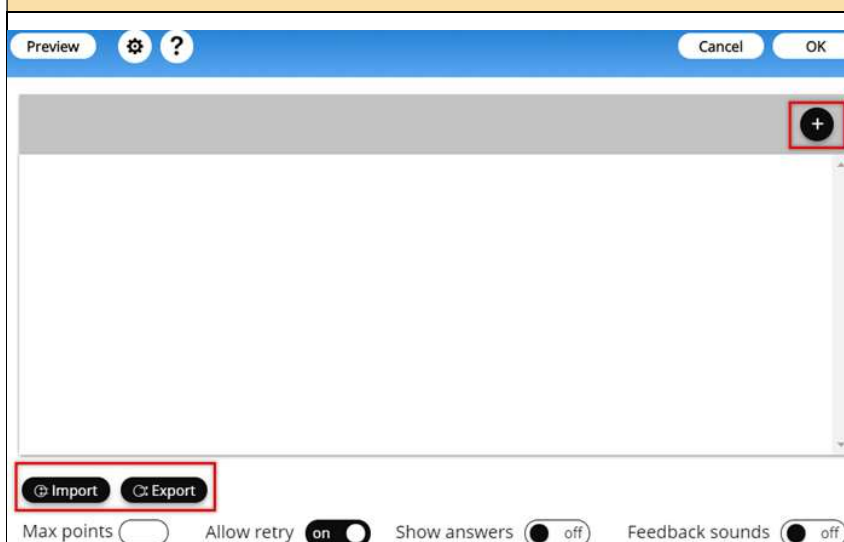 Preview ? Cancel OK
+
Import Export
Max points Allow retry on Show answers off Feedback sounds off